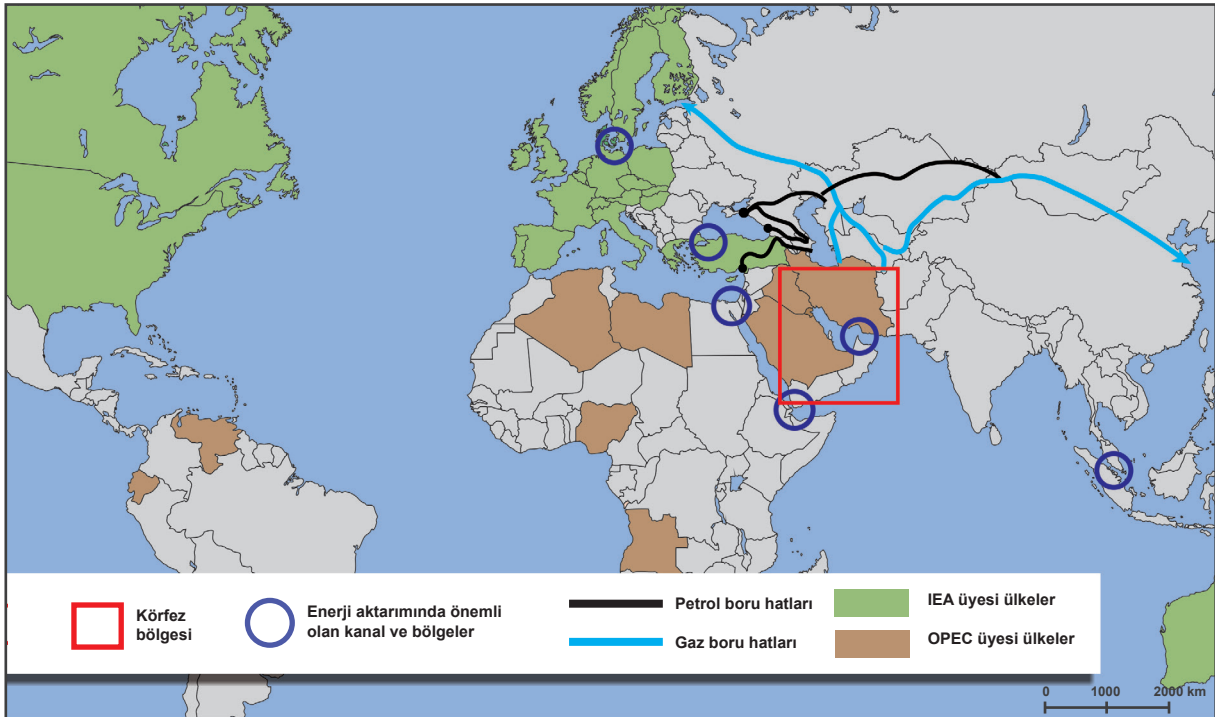 Körfez
bölgesi
Enerji aktarımında önemli
olan kanal ve bölgeler
Petrol boru hatları
Gaz boru hatları
IEA üyesi ülkeler
OPEC üyesi ülkeler
0 1000 2000 km